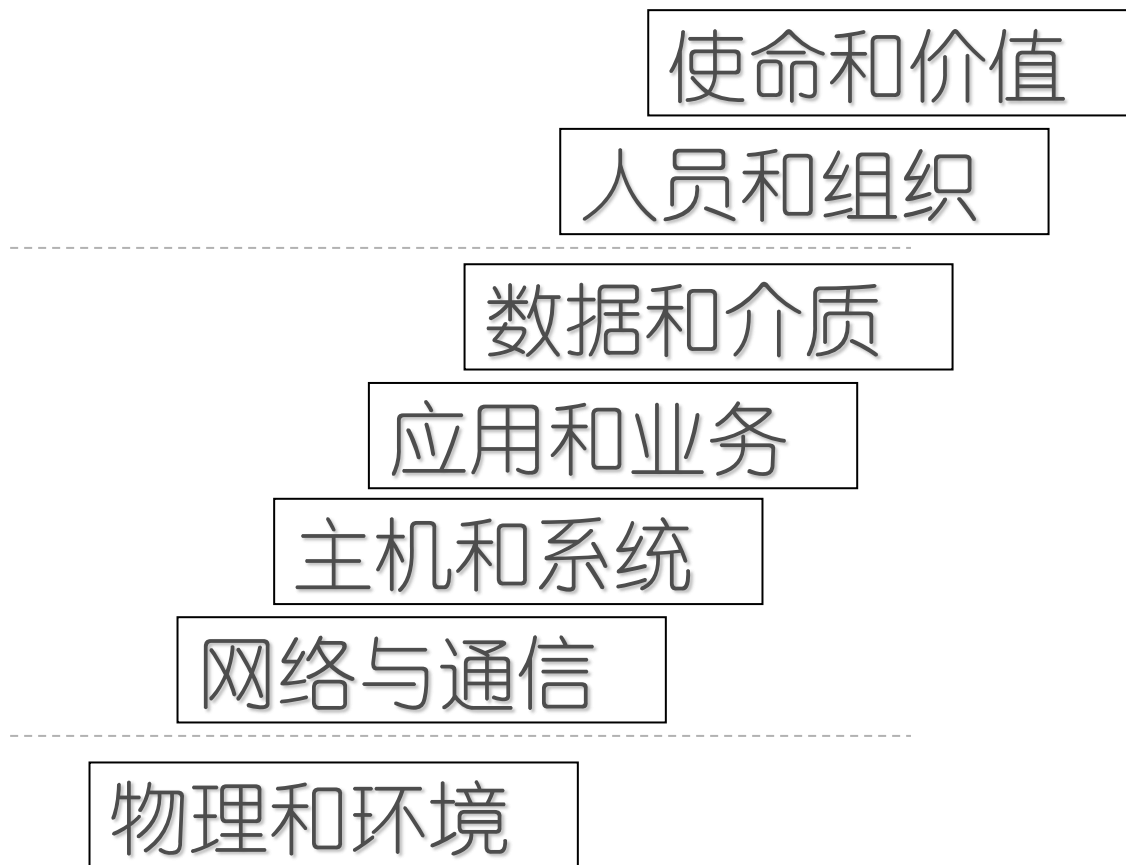 使命和价值
人员和组织
数据和介质
应用和业务
主机和系统
网络与通信
物理和环境